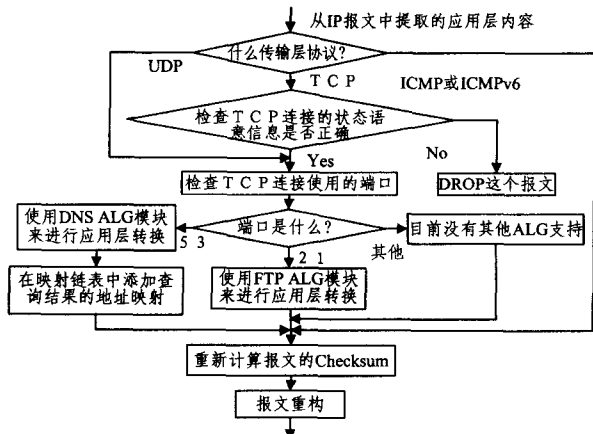 从IP报文中提取的应用层内容
什么传输层协议?
UDP
TCP
ICMP或ICMPv6
检查TCP连接的状态语
意信息是否正确
Yes
No
检查TCP连接使用的端口
DROP这个报文
使用DNS ALG模块
来进行应用层转换
53
端口是什么?
其他
目前没有其他ALG支持
21
在映射链表中添加查
询结果的地址映射
使用FTP ALG模块
来进行应用层转换
重新计算报文的Checksum
报文重构